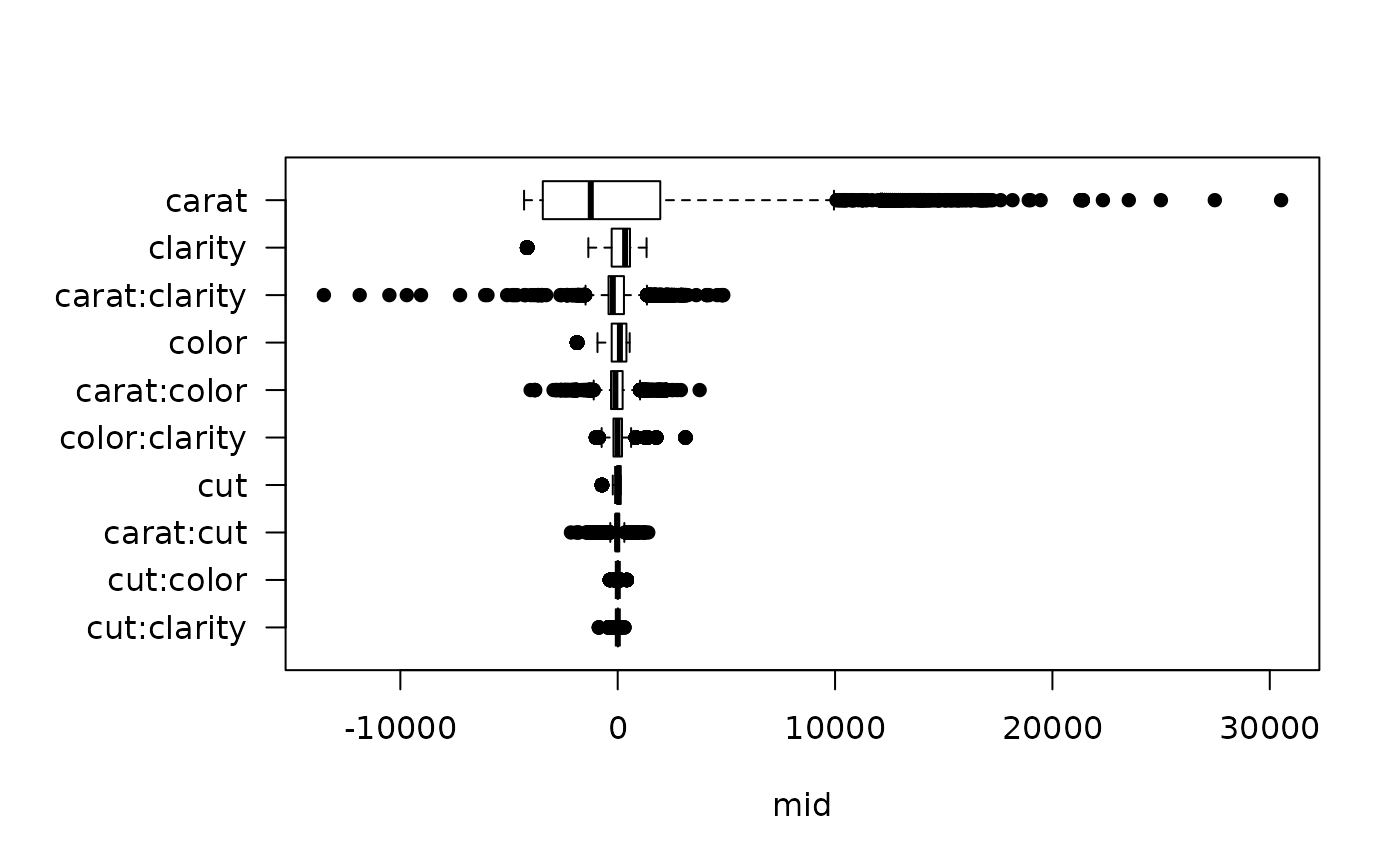 carat
clarity
carat:clarity
color
carat:color
color:clarity
cut
carat:cut
cut:color
cut:clarity
-10000 0 10000 20000 30000
mid